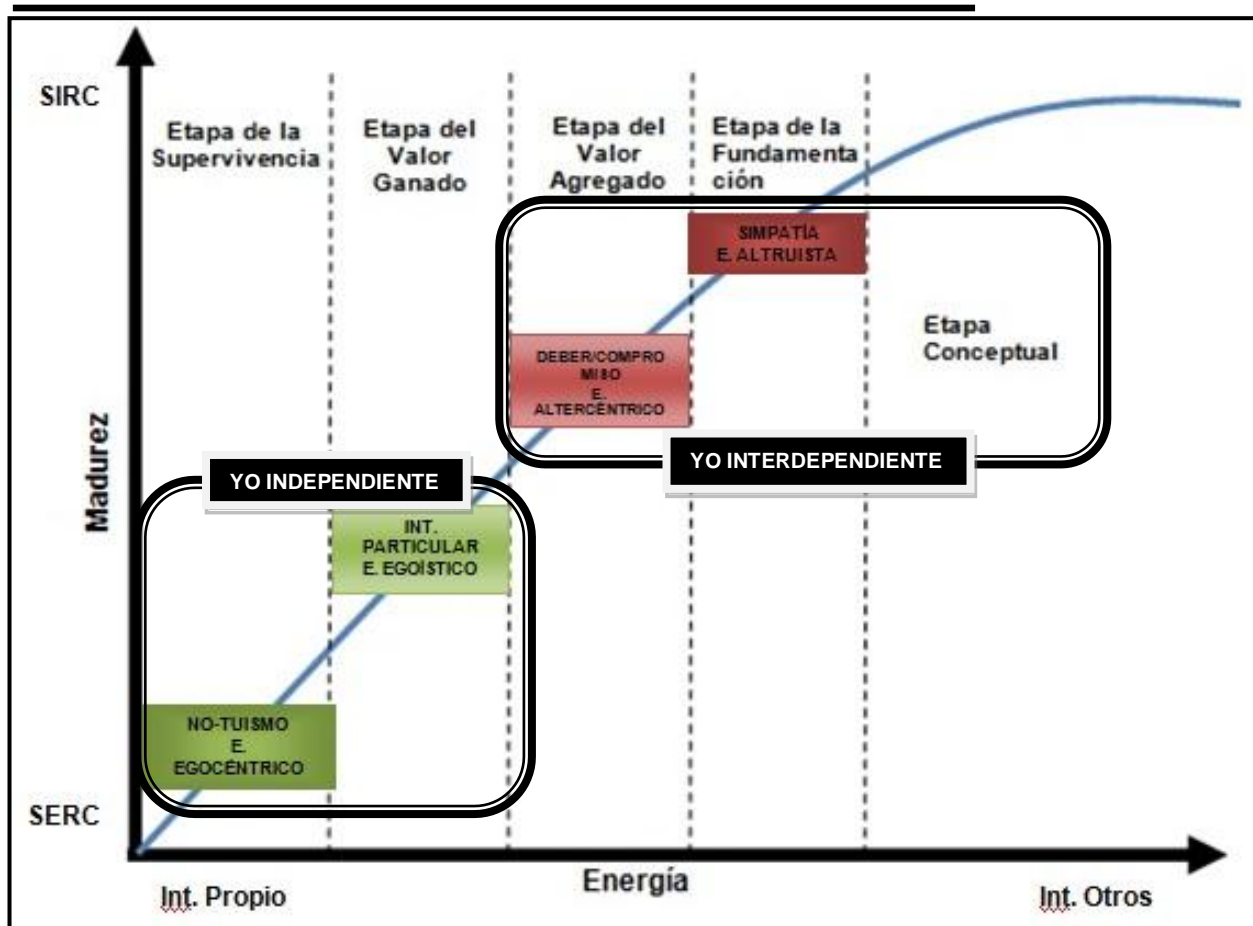 SIRC
Etapa de la
Supervivencia
Etapa del
Valor
Ganado
Etapa del
Valor
Agregado
Etapa de la
Fundamenta
ción
SIMPATÍA
E. ALTRUISTA
Etapa
Conceptual
DEBER/COMPRO
MISO
E.
ALTERCÉNTRICO
YO INTERDEPENDIENTE
YO INDEPENDIENTE
Madurez
INT.
PARTICULAR
E. EGOÍSTICO
NO-TUISMO
E.
EGOCÉNTRICO
SERC
Energía
Int. Propio
Int. Otros